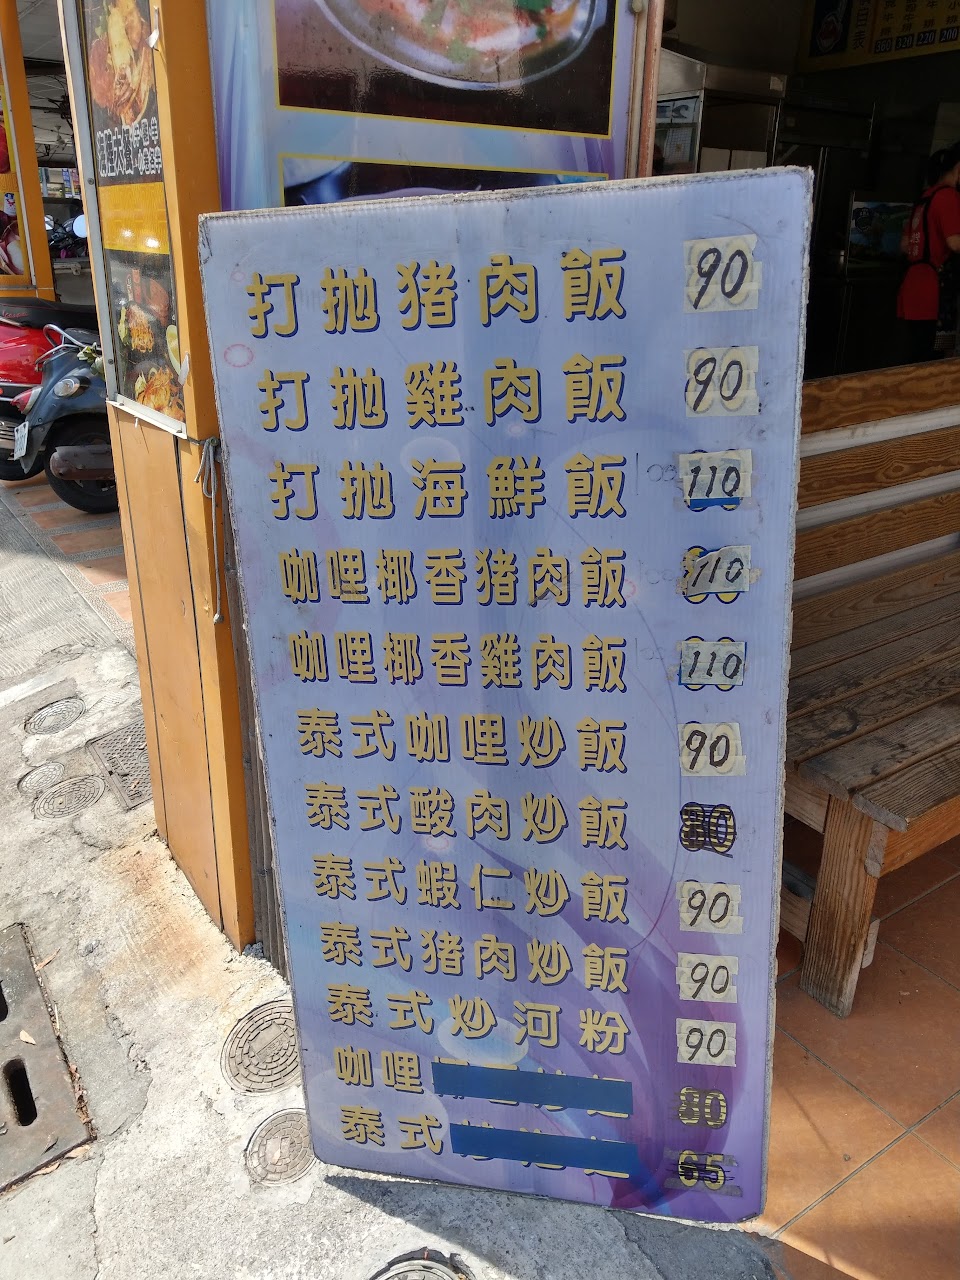 打拋猪肉飯 90
打拋雞肉飯 90
打拋海鮮飯 110
咖哩椰香猪肉飯 110
咖哩椰香雞肉飯 110
泰式咖哩炒飯 90
泰式酸肉炒飯 80
泰式蝦仁炒飯 90
泰式猪肉炒飯 90
泰式炒河粉 90
咖哩 80
泰式 65